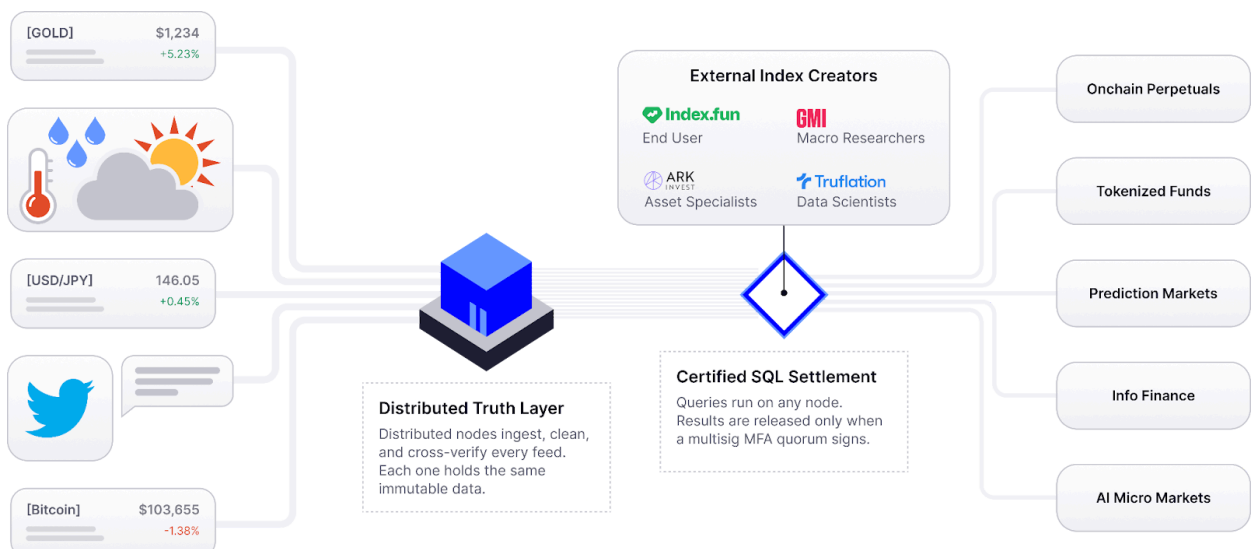 [GOLD] $1,234
+5.23%
[USD/JPY] 146.05
+0.45%
[Bitcoin] $103,655
-1.38%
Distributed Truth Layer
Distributed nodes ingest, clean,
and cross-verify every feed.
Each one holds the same
immutable data.
External Index Creators
Index.fun
End User
GMI
Macro Researchers
ARK
INVEST
Asset Specialists
Truflation
Data Scientists
Certified SQL Settlement
Queries run on any node.
Results are released only when
a multisig MFA quorum signs.
Onchain Perpetuals
Tokenized Funds
Prediction Markets
Info Finance
AI Micro Markets